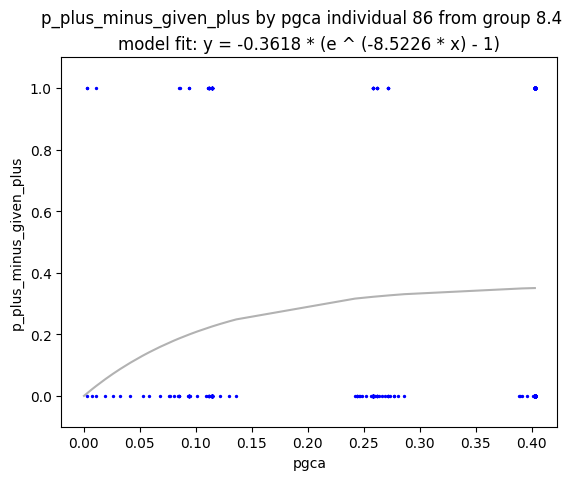 p_plus_minus_given_plus by pgca individual 86 from group 8.4
model fit: y = -0.3618 * (e ^ (-8.5226 * x) - 1)
p_plus_minus_given_plus
1.0
0.8
0.6
0.4
0.2
0.0
0.00 0.05 0.10 0.15 0.20 0.25 0.30 0.35 0.40
pgca